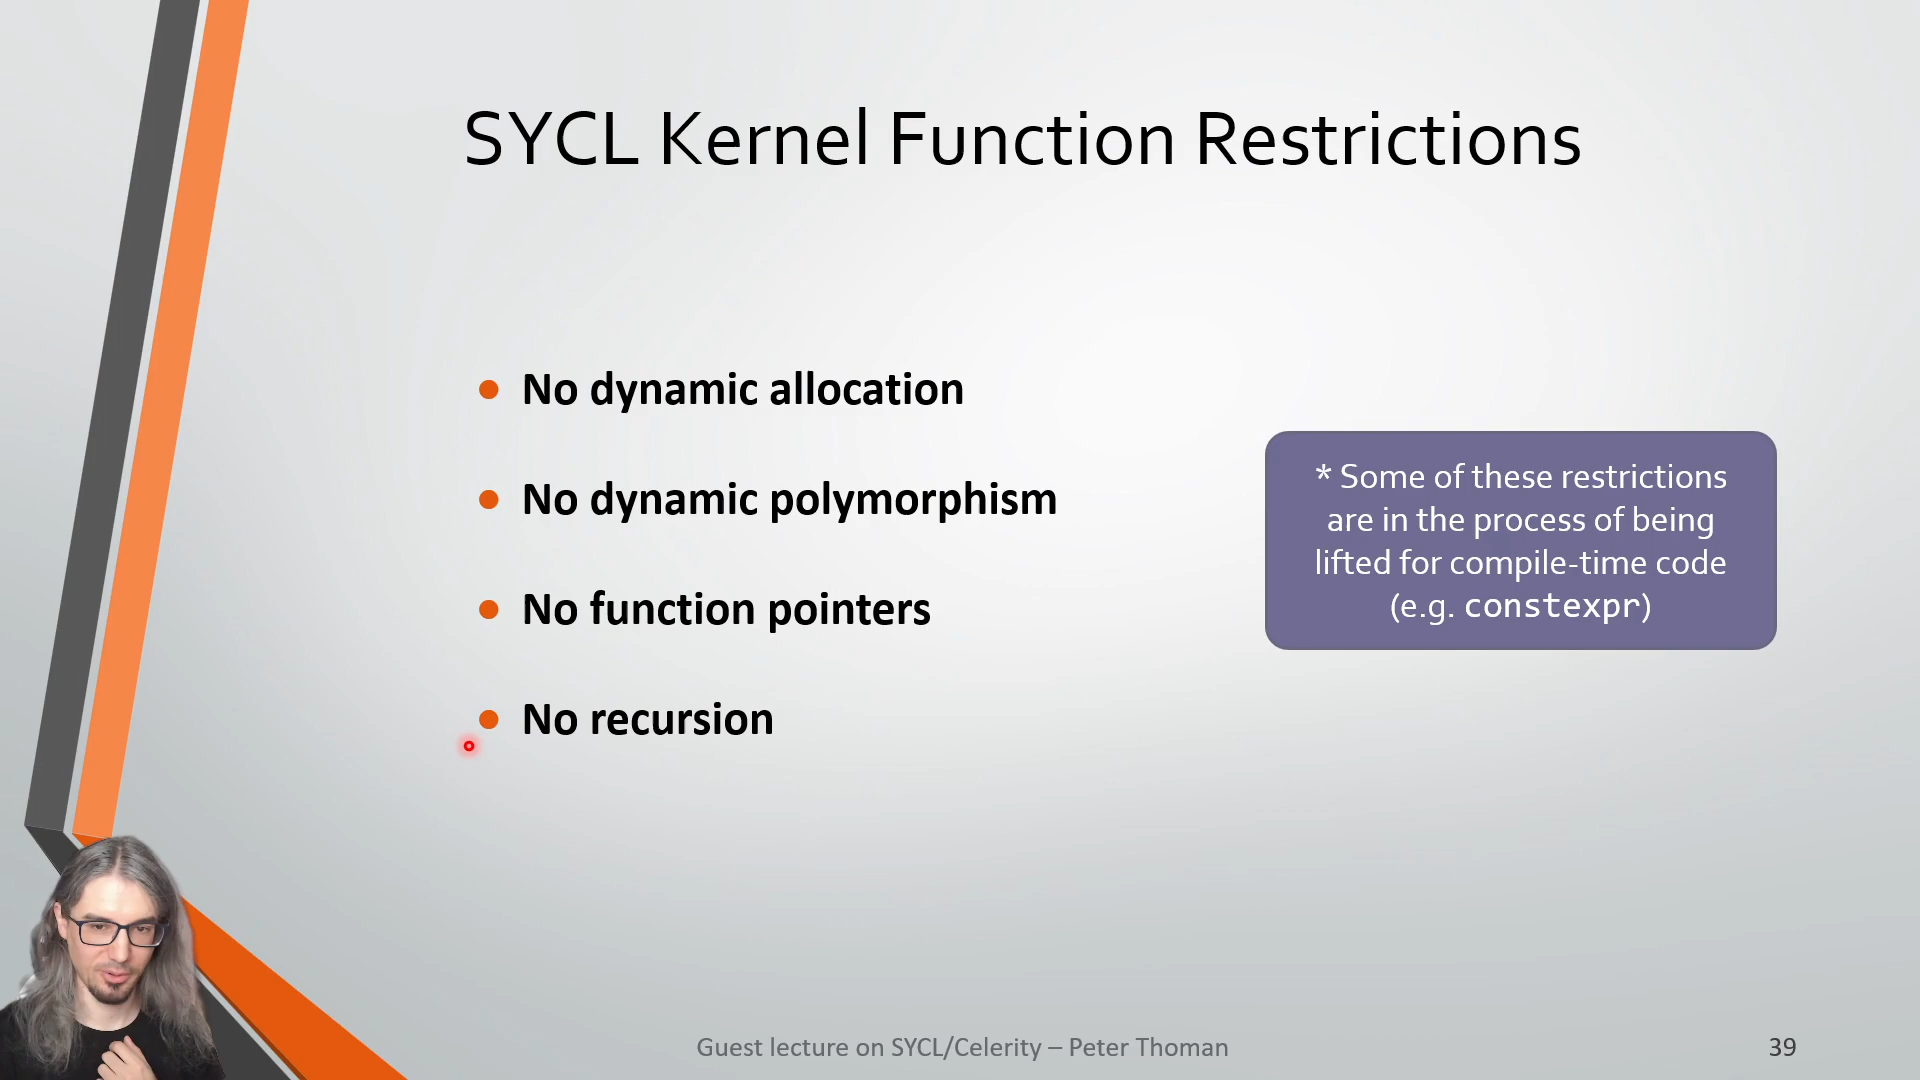 SYCL Kernel Function Restrictions
No dynamic allocation
No dynamic polymorphism
No function pointers
No recursion
* Some of these restrictions
are in the process of being
lifted for compile-time code
(e.g. constexpr)
Guest lecture on SYCL/Celerity – Peter Thoman
39